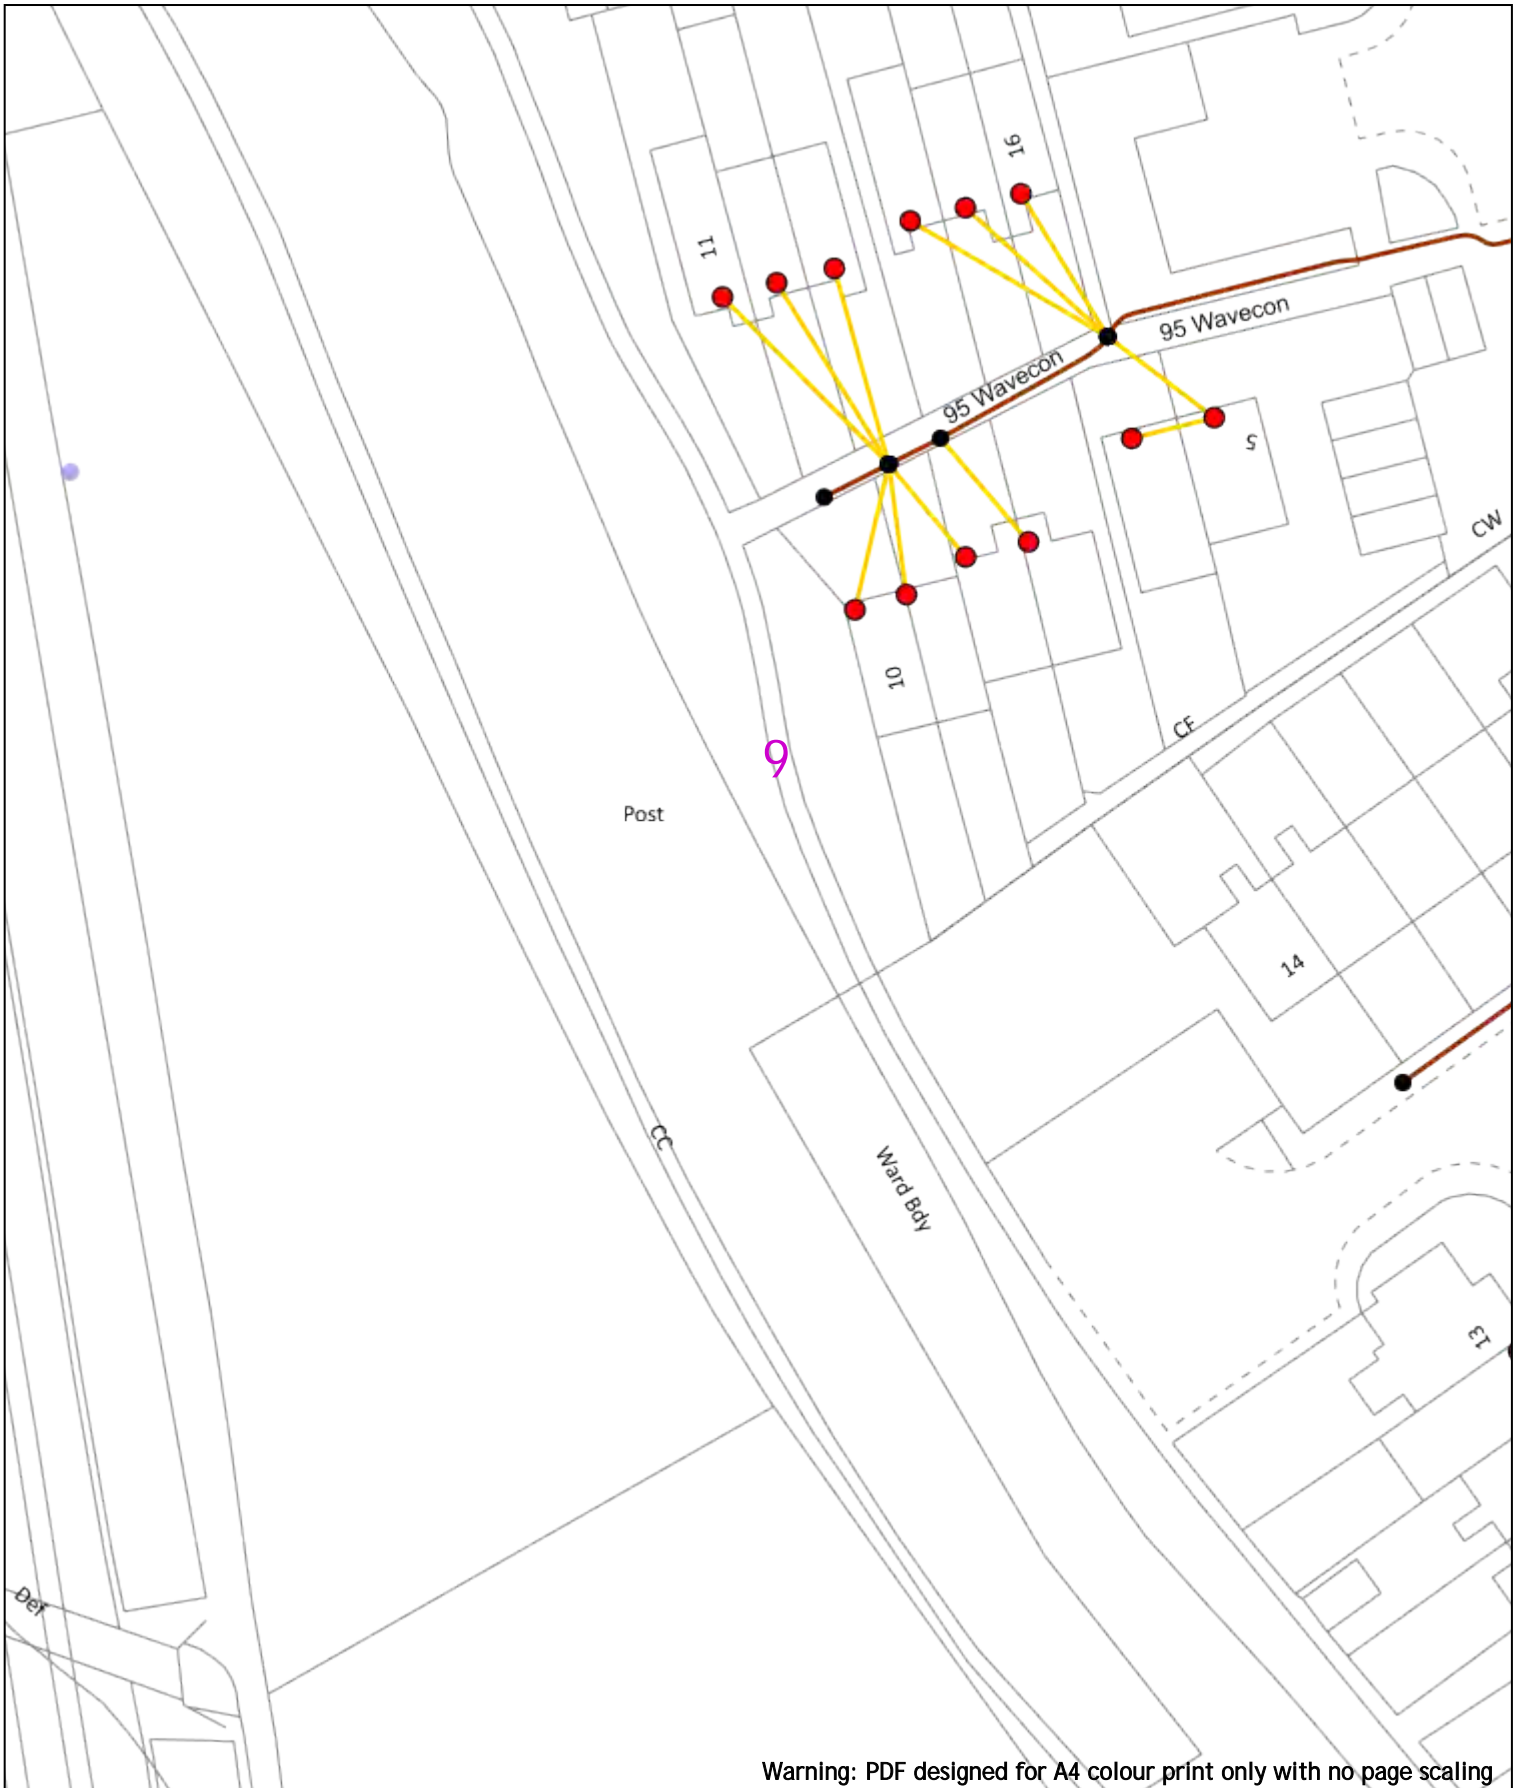 16
11
95 Wavecon
95 Wavecon
5
CW
10
CF
9
Post
14
CC
Ward Bdy
13
Def
Warning: PDF designed for A4 colour print only with no page scaling